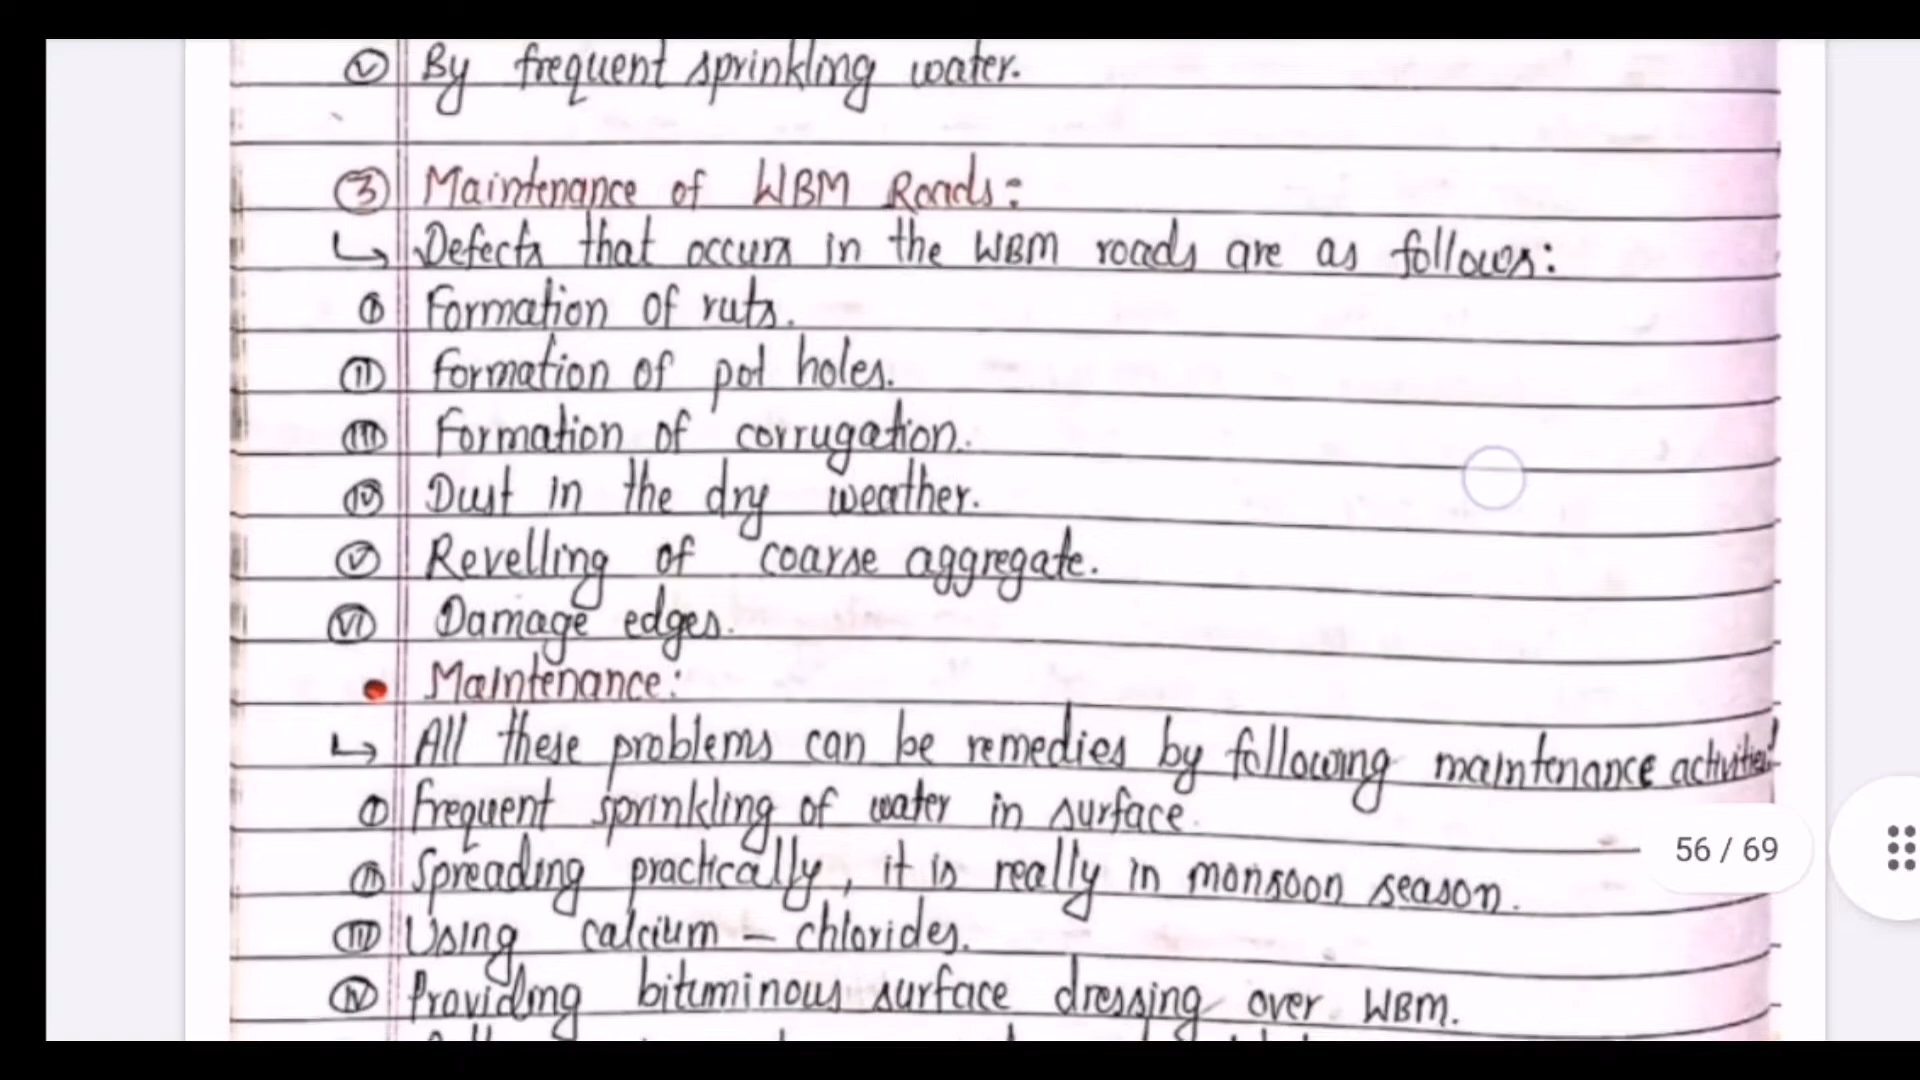 (v) By frequent sprinkling water.
(3) Maintenance of WBM Roads:
↳ Defects that occurs in the WBM roads are as follows:
(i) Formation of ruts.
(ii) Formation of pot holes.
(iii) Formation of corrugation.
(iv) Dust in the dry weather.
(v) Revelling of coarse aggregate.
(vi) Damage edges.
• Maintenance:
↳ All these problems can be remedies by following maintenance activities:
(i) Frequent sprinkling of water in surface.
(ii) Spreading practically, it is really in monsoon season.
(iii) Using calcium - chlorides.
(iv) Providing bituminous surface dressing over WBM.
56 / 69